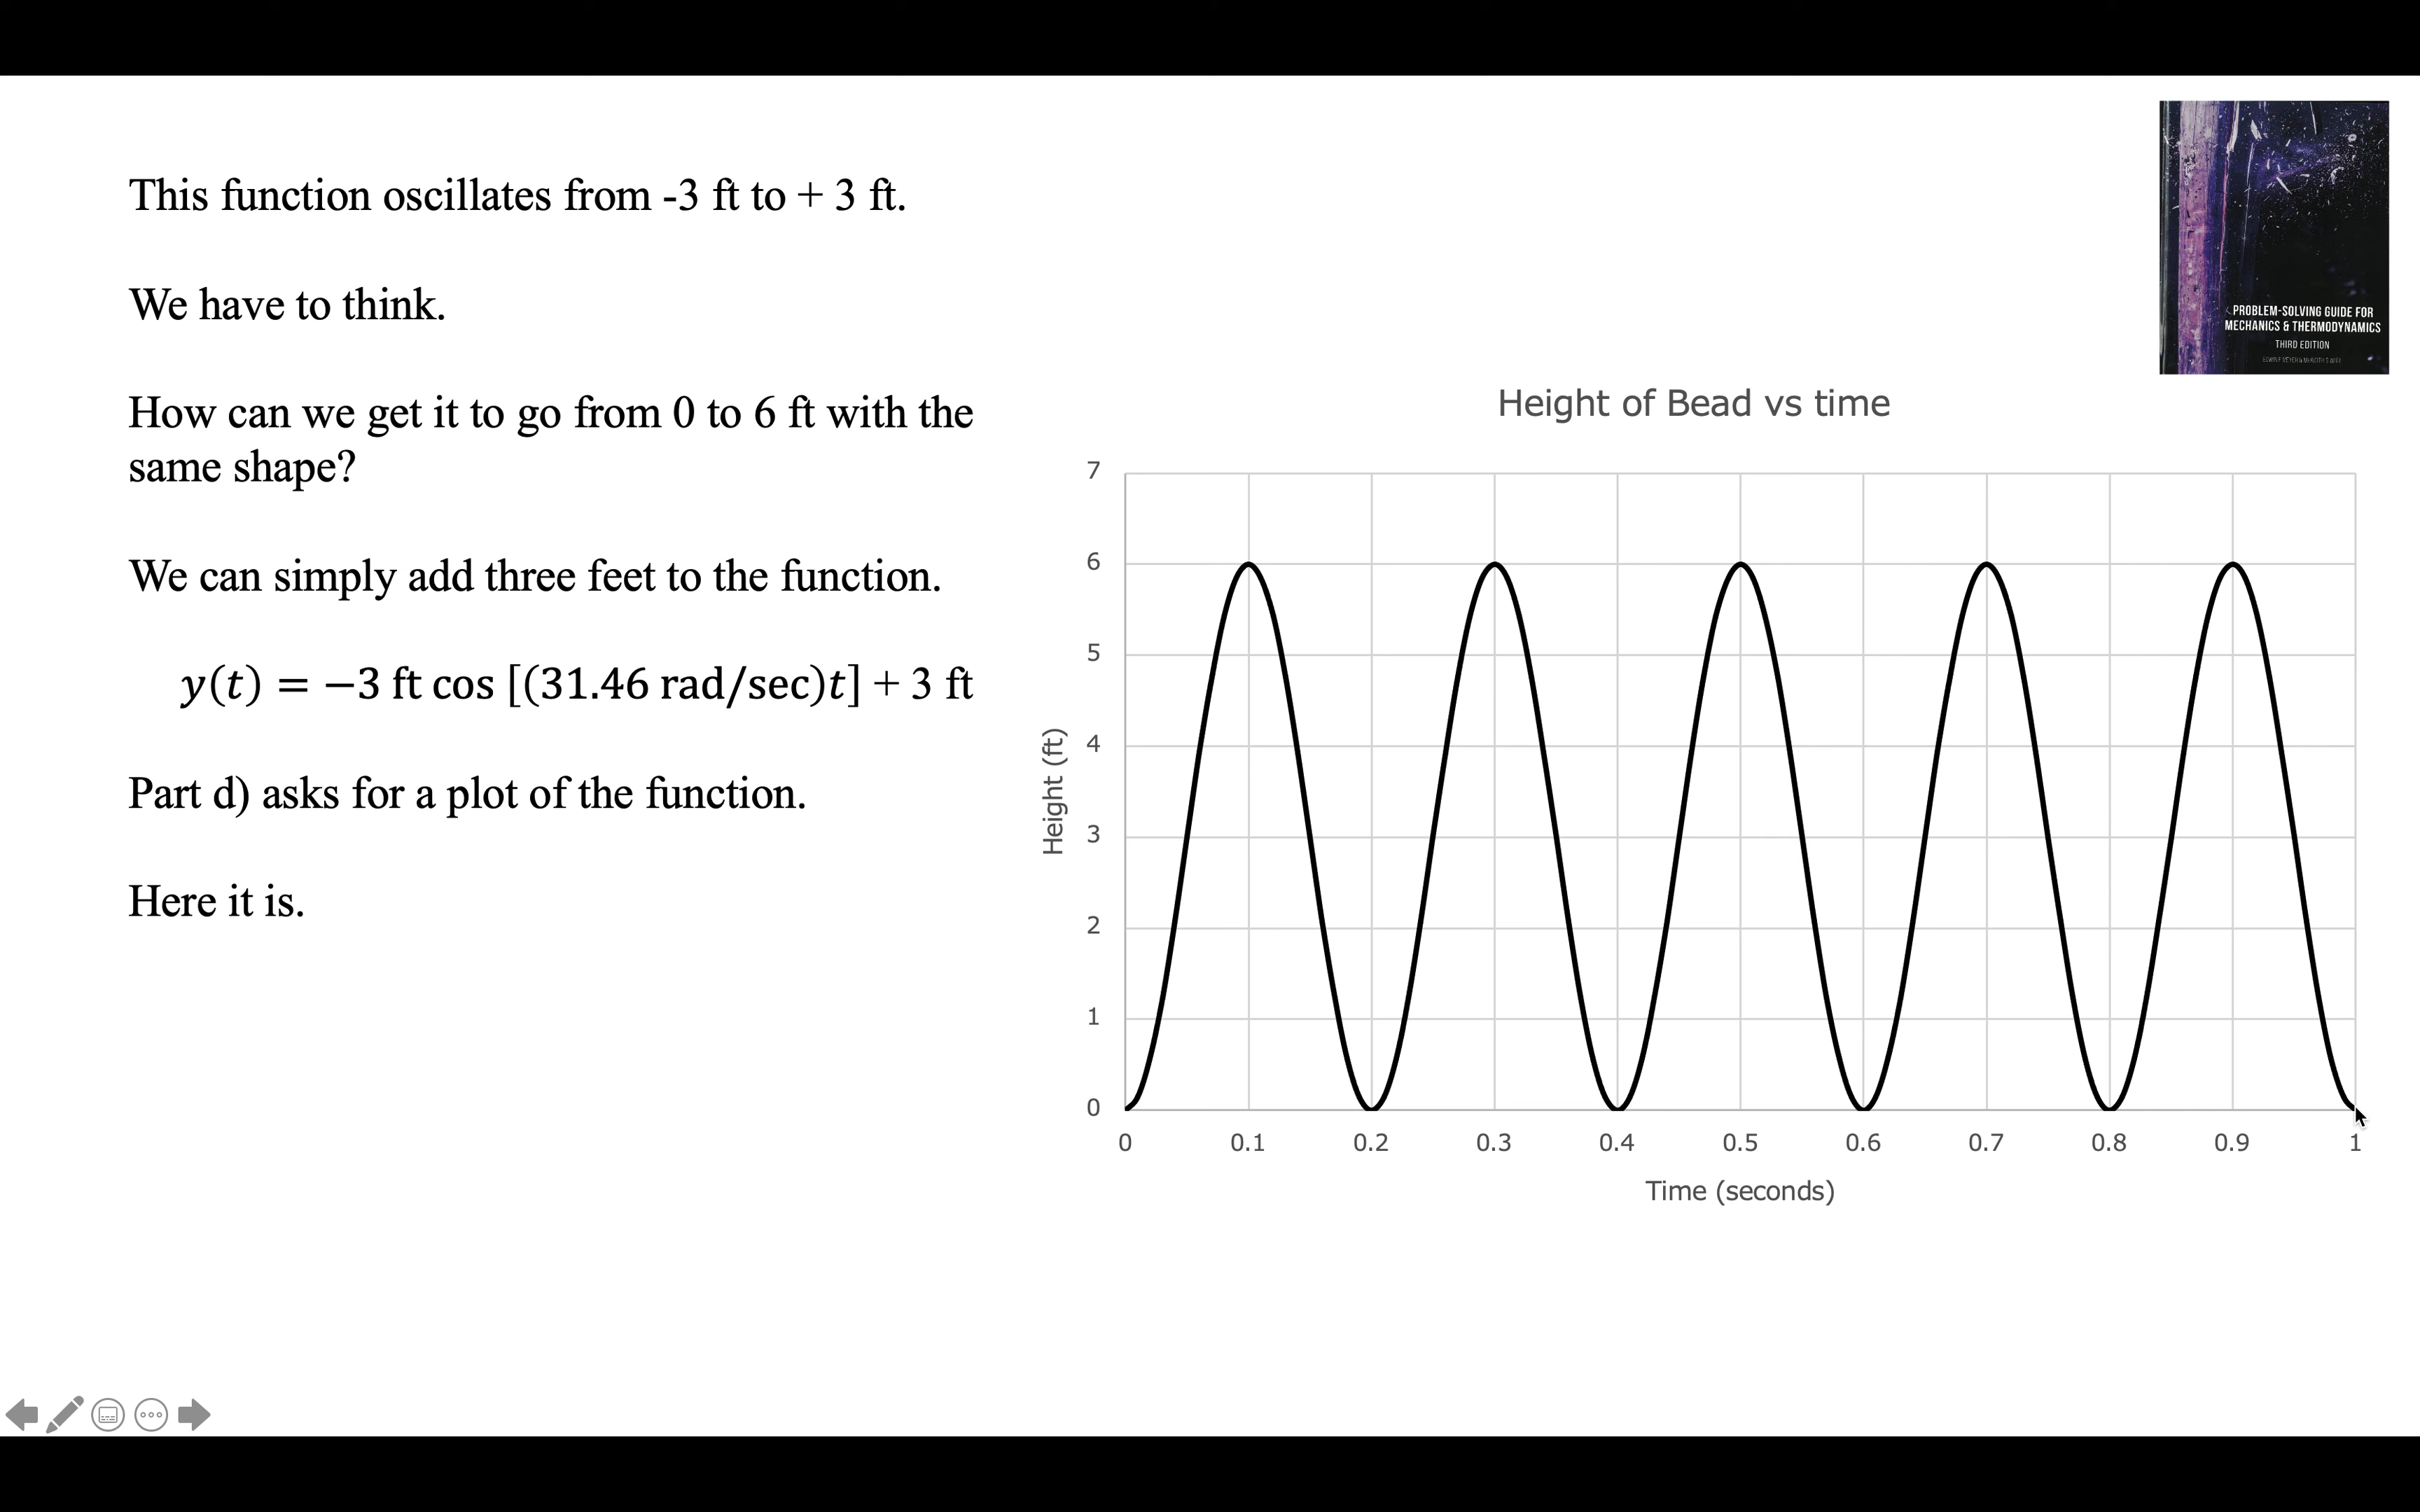 This function oscillates from -3 ft to + 3 ft.
We have to think.
How can we get it to go from 0 to 6 ft with the
same shape?
We can simply add three feet to the function.
y(t) = −3 ft cos [(31.46 rad/sec)t] + 3 ft
Part d) asks for a plot of the function.
Here it is.
PROBLEM-SOLVING GUIDE FOR
MECHANICS & THERMODYNAMICS
THIRD EDITION
Height of Bead vs time
Height (ft)
7
6
5
4
3
2
1
0
0 0.1 0.2 0.3 0.4 0.5 0.6 0.7 0.8 0.9 1
Time (seconds)